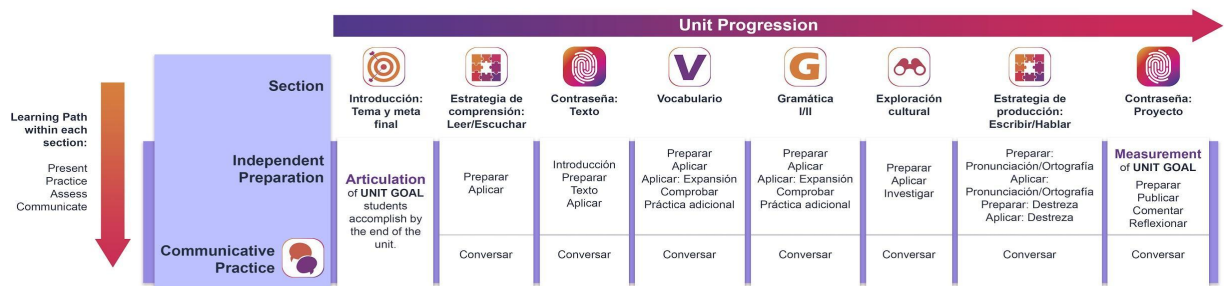 Unit Progression
V
G
Section
Introducción:
Tema y meta
final
Estrategia de
comprensión:
Leer/Escuchar
Contraseña:
Texto
Vocabulario
Gramática
I/II
Exploración
cultural
Estrategia de
producción:
Escribir/Hablar
Contraseña:
Proyecto
Learning Path
within each
section:
Present
Practice
Assess
Communicate
Independent
Preparation
Articulation
of UNIT GOAL
students
accomplish by
the end of the
unit.
Preparar
Aplicar
Introducción
Preparar
Texto
Aplicar
Preparar
Aplicar
Aplicar: Expansión
Comprobar
Práctica adicional
Preparar
Aplicar
Aplicar: Expansión
Comprobar
Práctica adicional
Preparar
Aplicar
Investigar
Preparar:
Pronunciación/Ortografía
Aplicar:
Pronunciación/Ortografía
Preparar: Destreza
Aplicar: Destreza
Measurement
of UNIT GOAL
Preparar
Publicar
Comentar
Reflexionar
Communicative
Practice
Conversar
Conversar
Conversar
Conversar
Conversar
Conversar
Conversar